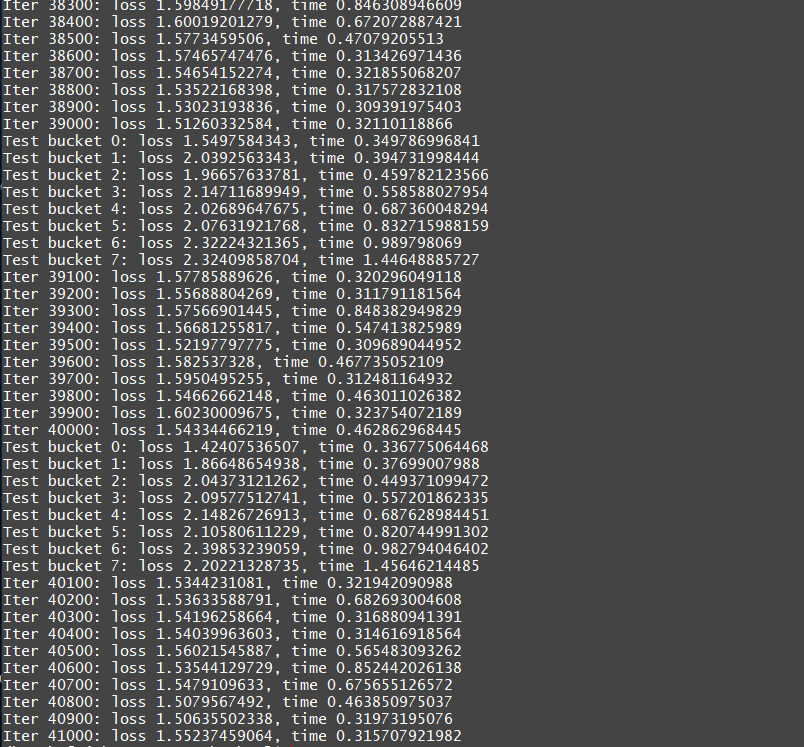 Iter 38300: loss 1.59849177718, time 0.846308946609
Iter 38400: loss 1.60019201279, time 0.672072887421
Iter 38500: loss 1.5773459506, time 0.47079205513
Iter 38600: loss 1.57465747476, time 0.313426971436
Iter 38700: loss 1.54654152274, time 0.321855068207
Iter 38800: loss 1.53522168398, time 0.317572832108
Iter 38900: loss 1.53023193836, time 0.309391975403
Iter 39000: loss 1.51260332584, time 0.32110118866
Test bucket 0: loss 1.5497584343, time 0.349786996841
Test bucket 1: loss 2.0392563343, time 0.394731998444
Test bucket 2: loss 1.96657633781, time 0.459782123566
Test bucket 3: loss 2.14711689949, time 0.558588027954
Test bucket 4: loss 2.02689647675, time 0.687360048294
Test bucket 5: loss 2.07631921768, time 0.832715988159
Test bucket 6: loss 2.32224321365, time 0.989798069
Test bucket 7: loss 2.32409858704, time 1.44648885727
Iter 39100: loss 1.57785889626, time 0.320296049118
Iter 39200: loss 1.55688804269, time 0.311791181564
Iter 39300: loss 1.57566901445, time 0.848382949829
Iter 39400: loss 1.56681255817, time 0.547413825989
Iter 39500: loss 1.52197797775, time 0.309689044952
Iter 39600: loss 1.582537328, time 0.467735052109
Iter 39700: loss 1.5950495255, time 0.312481164932
Iter 39800: loss 1.54662662148, time 0.463011026382
Iter 39900: loss 1.60230009675, time 0.323754072189
Iter 40000: loss 1.54334466219, time 0.462862968445
Test bucket 0: loss 1.42407536507, time 0.336775064468
Test bucket 1: loss 1.86648654938, time 0.37699007988
Test bucket 2: loss 2.04373121262, time 0.449371099472
Test bucket 3: loss 2.09577512741, time 0.557201862335
Test bucket 4: loss 2.14826726913, time 0.687628984451
Test bucket 5: loss 2.10580611229, time 0.820744991302
Test bucket 6: loss 2.39853239059, time 0.982794046402
Test bucket 7: loss 2.20221328735, time 1.45646214485
Iter 40100: loss 1.5344231081, time 0.321942090988
Iter 40200: loss 1.53633588791, time 0.682693004608
Iter 40300: loss 1.54196258664, time 0.316880941391
Iter 40400: loss 1.54039963603, time 0.314616918564
Iter 40500: loss 1.56021545887, time 0.565483093262
Iter 40600: loss 1.53544129729, time 0.852442026138
Iter 40700: loss 1.5479109633, time 0.675655126572
Iter 40800: loss 1.5079567492, time 0.463850975037
Iter 40900: loss 1.50635502338, time 0.31973195076
Iter 41000: loss 1.55237459064, time 0.315707921982